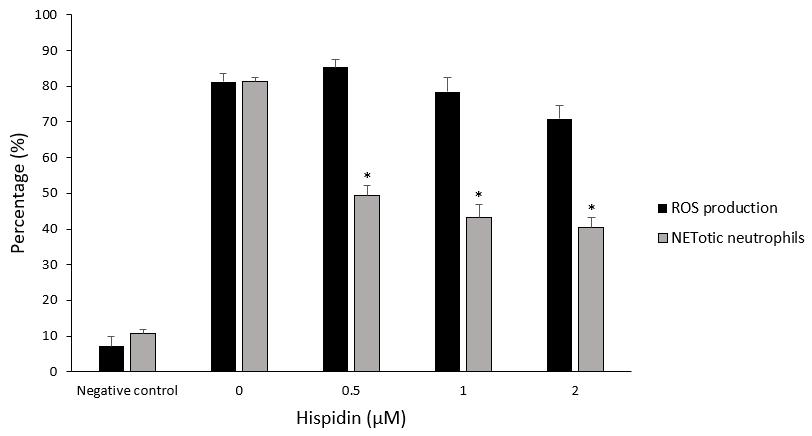 100
90
80
70
60
50
40
30
20
10
0
Percentage (%)
*
*
*
Negative control 0 0.5 1 2
Hispidin (μM)
ROS production
NETotic neutrophils